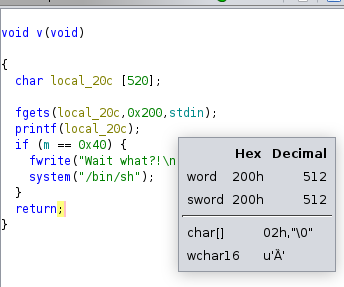 void v(void)
{
char local_20c [520];
fgets(local_20c,0x200,stdin);
printf(local_20c);
if (m == 0x40) {
fwrite("Wait what?!\n
system("/bin/sh");
}
return;
}
Hex Decimal
word 200h 512
sword 200h 512
char[] 02h,"\0"
wchar16 u'Ȁ'